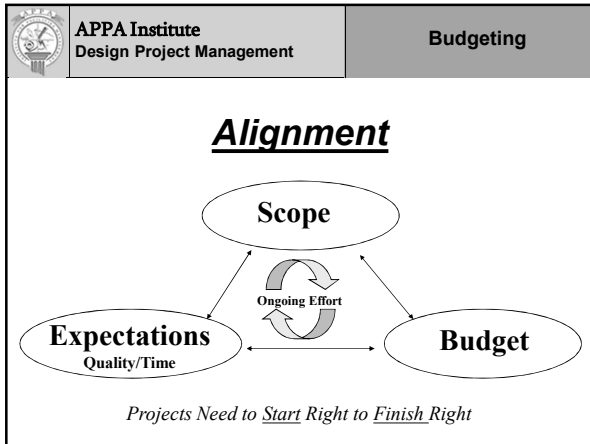 APPA
APPA Institute
Design Project Management
Budgeting
Alignment
Scope
Ongoing Effort
Expectations
Quality/Time
Budget
Projects Need to Start Right to Finish Right